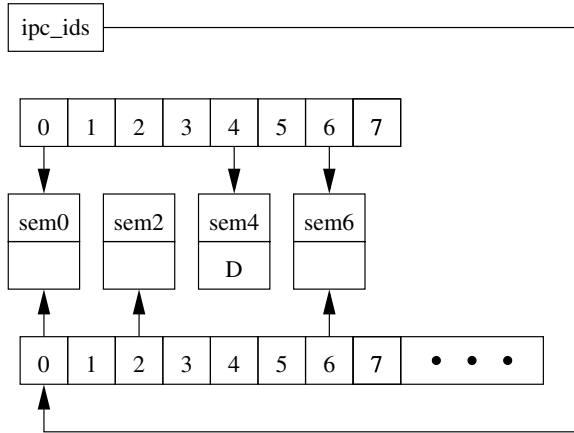 ipc_ids
0 1 2 3 4 5 6 7
sem0 sem2 sem4 sem6
D
0 1 2 3 4 5 6 7 • • •